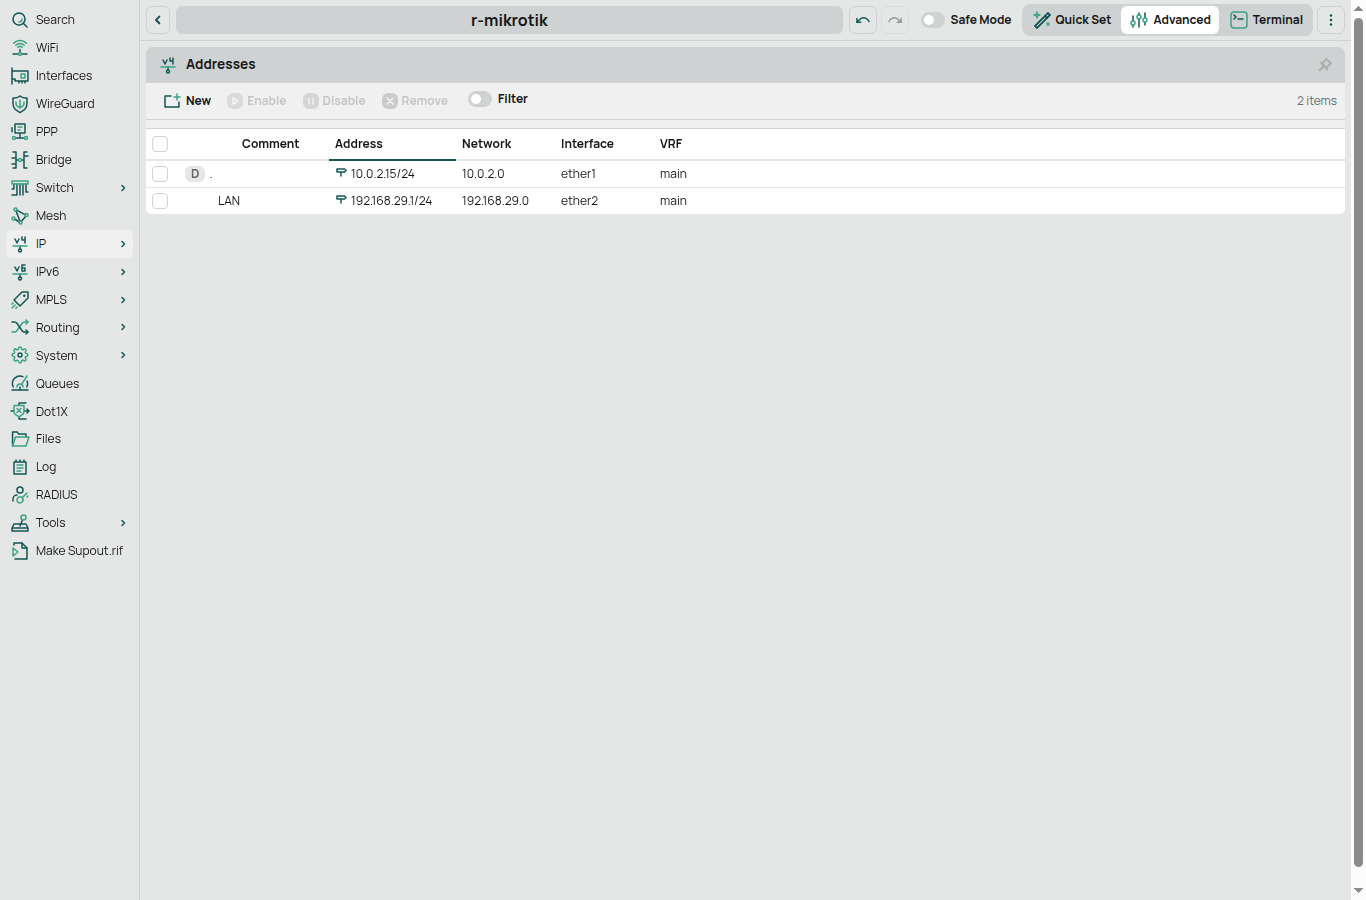 Search
WiFi
Interfaces
WireGuard
PPP
Bridge
Switch
Mesh
IP
IPv6
MPLS
Routing
System
Queues
Dot1X
Files
Log
RADIUS
Tools
Make Supout.rif
r-mikrotik
Safe Mode
Quick Set
Advanced
Terminal
Addresses
New Enable Disable Remove Filter 2 items
Comment Address Network Interface VRF
D . 10.0.2.15/24 10.0.2.0 ether1 main
LAN 192.168.29.1/24 192.168.29.0 ether2 main